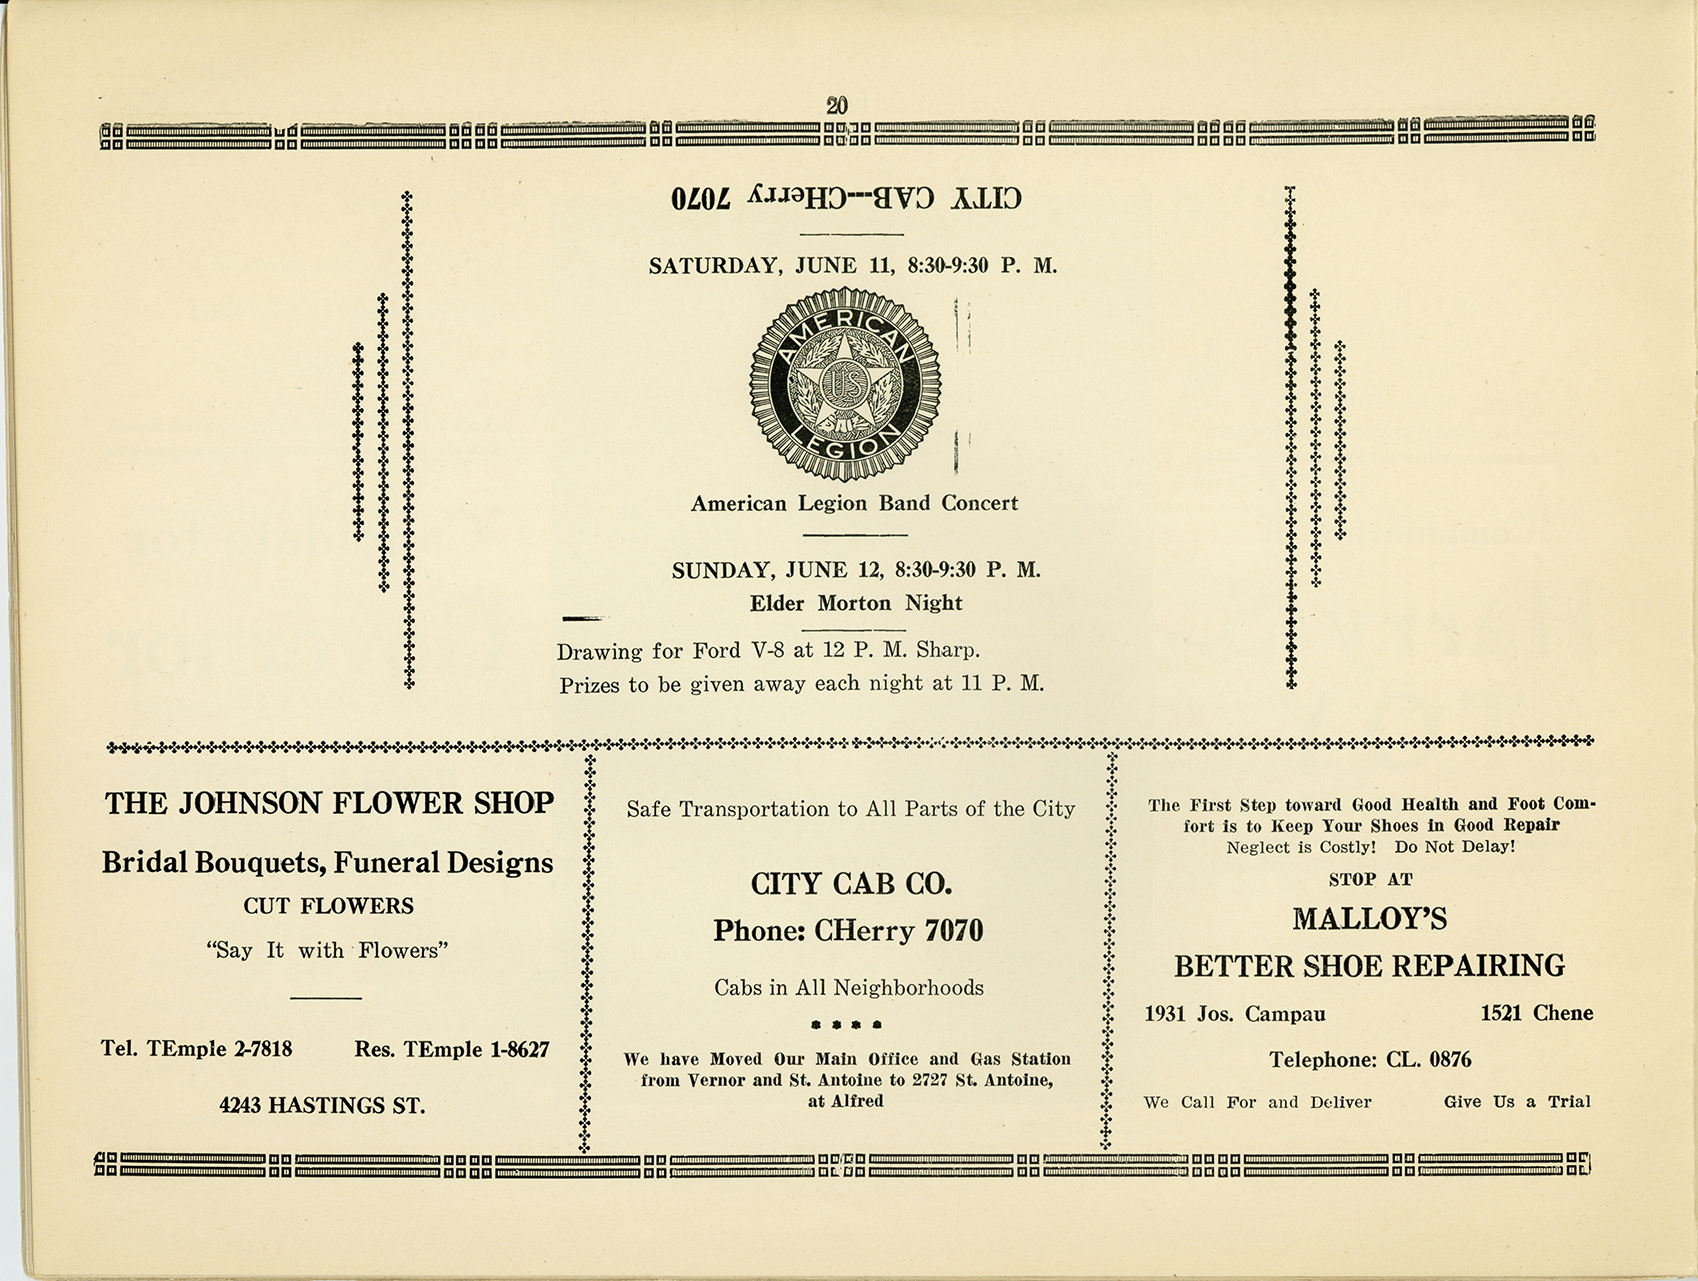 20
CITY CAB---CHerry 7070
SATURDAY, JUNE 11, 8:30-9:30 P. M.
AMERICAN
US
LEGION
American Legion Band Concert
SUNDAY, JUNE 12, 8:30-9:30 P. M.
Elder Morton Night
Drawing for Ford V-8 at 12 P. M. Sharp.
Prizes to be given away each night at 11 P. M.
THE JOHNSON FLOWER SHOP
Bridal Bouquets, Funeral Designs
CUT FLOWERS
“Say It with Flowers”
Tel. TEmple 2-7818 Res. TEmple 1-8627
4243 HASTINGS ST.
Safe Transportation to All Parts of the City
CITY CAB CO.
Phone: CHerry 7070
Cabs in All Neighborhoods
We have Moved Our Main Office and Gas Station
from Vernor and St. Antoine to 2727 St. Antoine,
at Alfred
The First Step toward Good Health and Foot Com-
fort is to Keep Your Shoes in Good Repair
Neglect is Costly! Do Not Delay!
STOP AT
MALLOY’S
BETTER SHOE REPAIRING
1931 Jos. Campau 1521 Chene
Telephone: CL. 0876
We Call For and Deliver Give Us a Trial